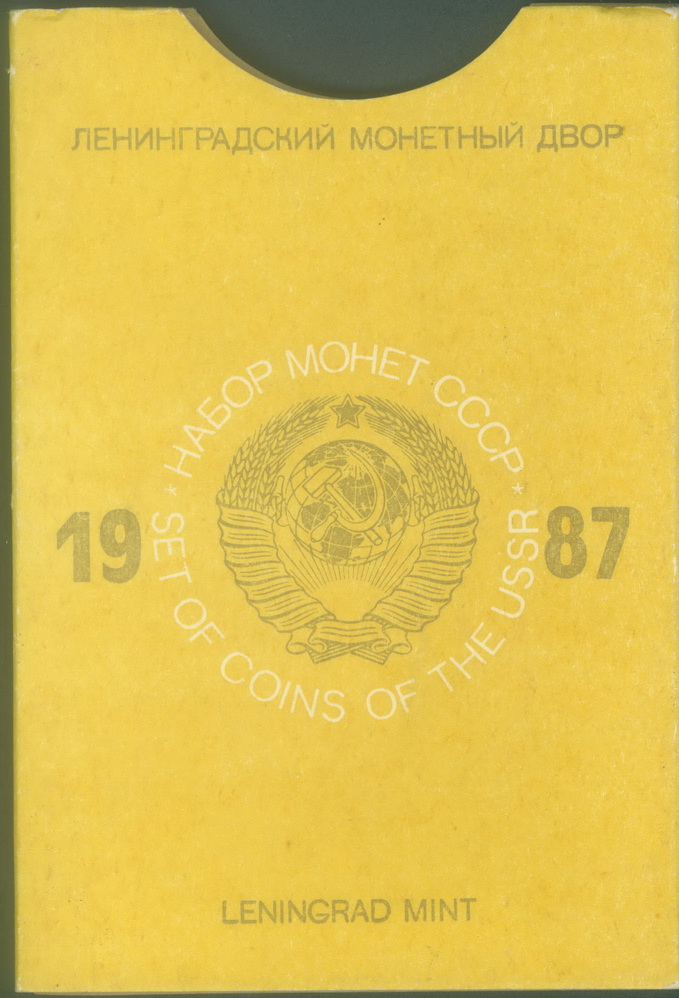 ЛЕНИНГРАДСКИЙ МОНЕТНЫЙ ДВОР
* НАБОР МОНЕТ СССР *
19 87
SET OF COINS OF THE USSR
LENINGRAD MINT